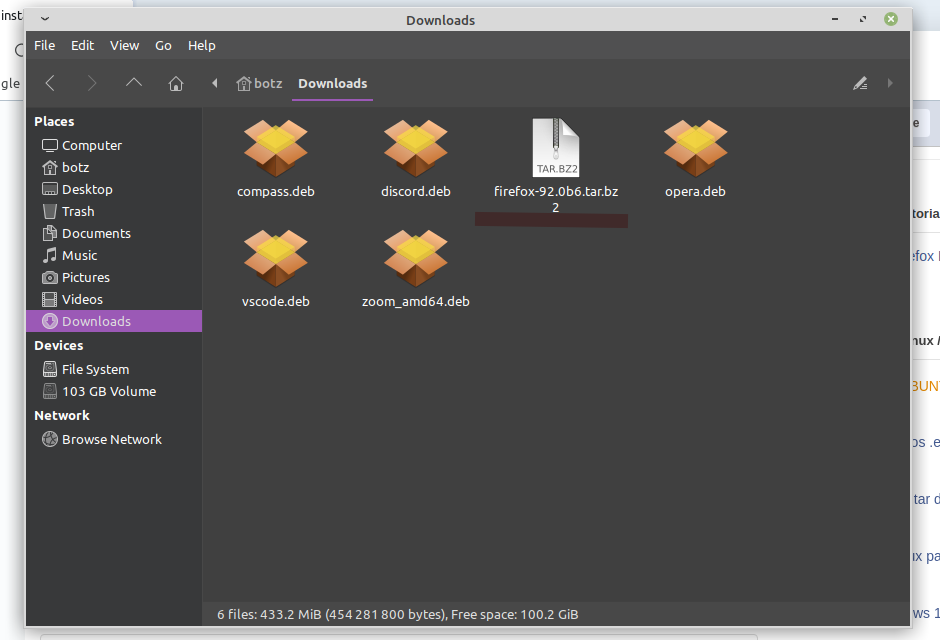 inst
Downloads
File Edit View Go Help
gle
botz Downloads
Places
Computer
botz
Desktop
Trash
Documents
Music
Pictures
Videos
Downloads
Devices
File System
103 GB Volume
Network
Browse Network
compass.deb
discord.deb
TAR.BZ2
firefox-92.0b6.tar.bz
2
opera.deb
vscode.deb
zoom_amd64.deb
6 files: 433.2 MiB (454 281 800 bytes), Free space: 100.2 GiB
e
toria
efox
nux /
BUN
os .e
tar d
ux pa
ws 1